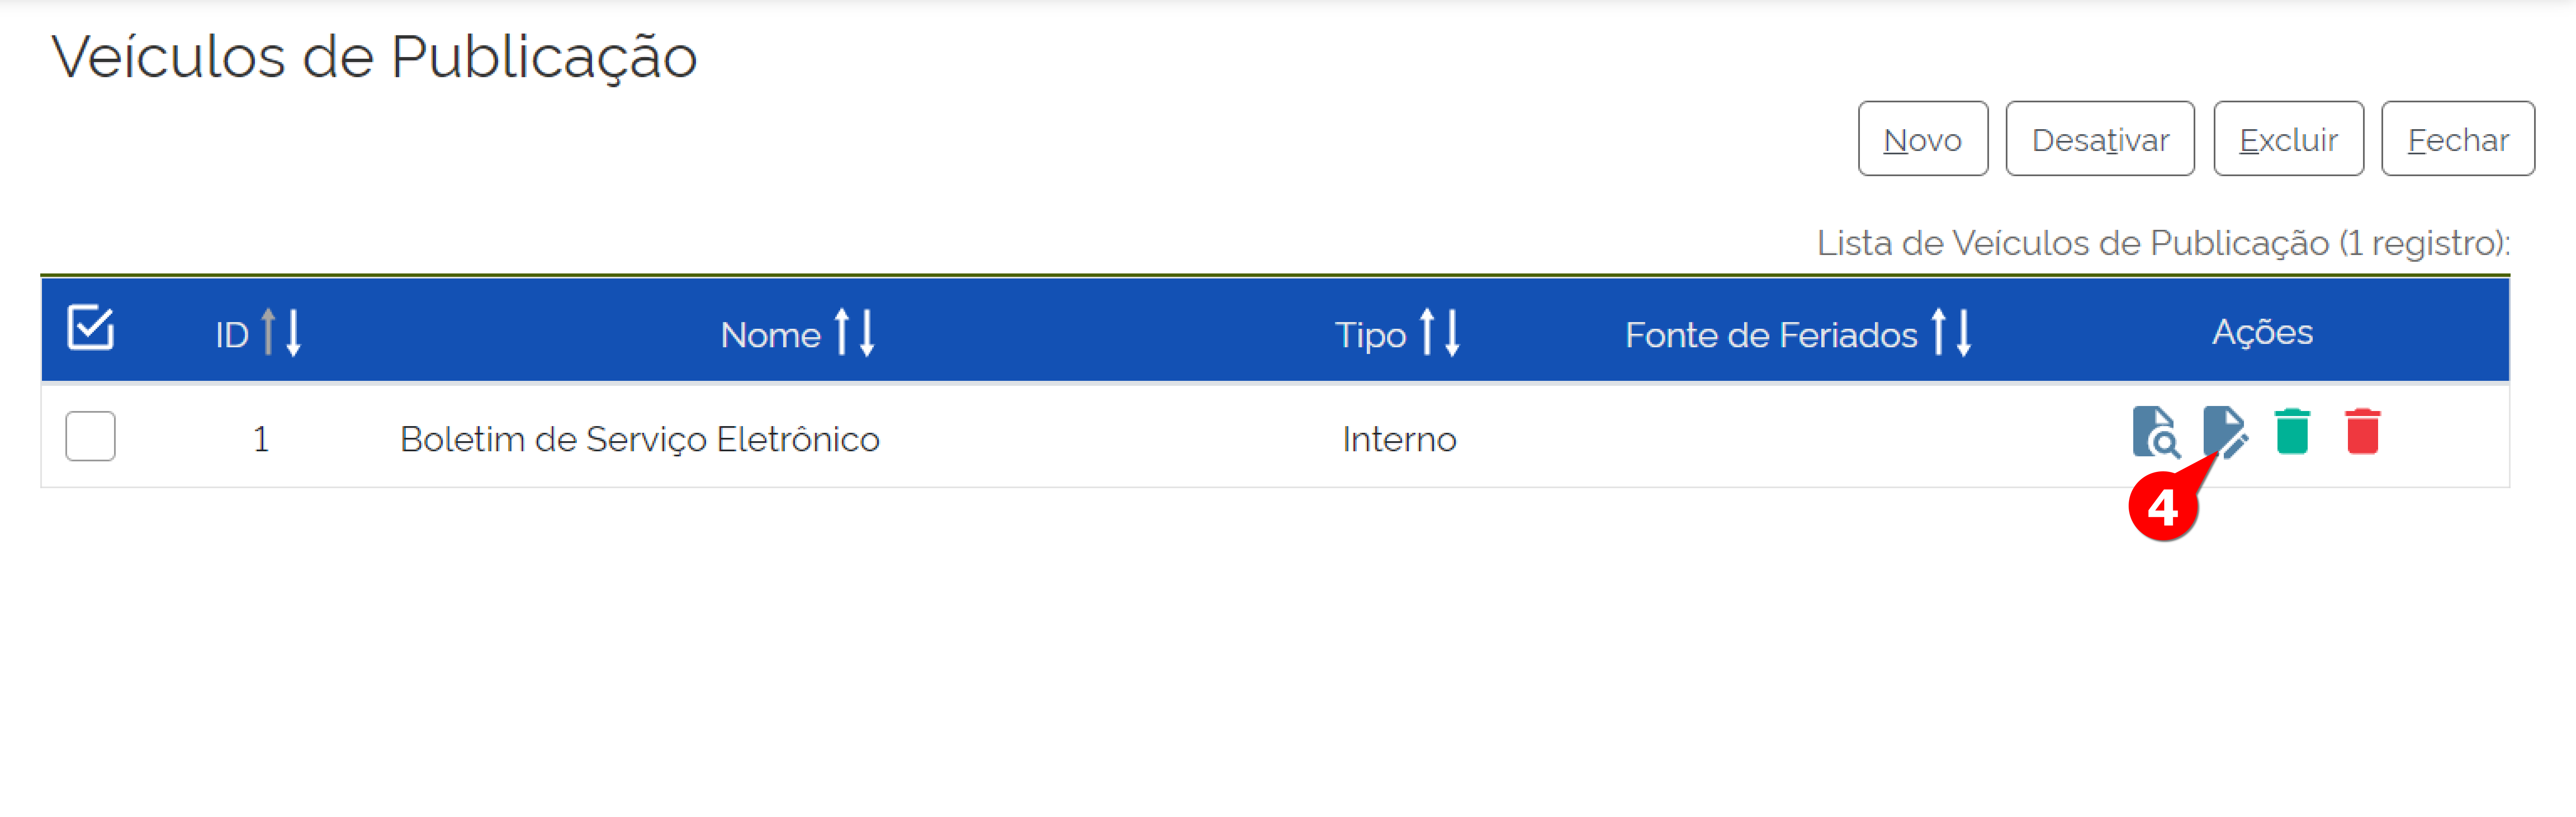 Veículos de Publicação
Novo Desativar Excluir Fechar
Lista de Veículos de Publicação (1 registro):
ID Nome Tipo Fonte de Feriados Ações
1 Boletim de Serviço Eletrônico Interno
4